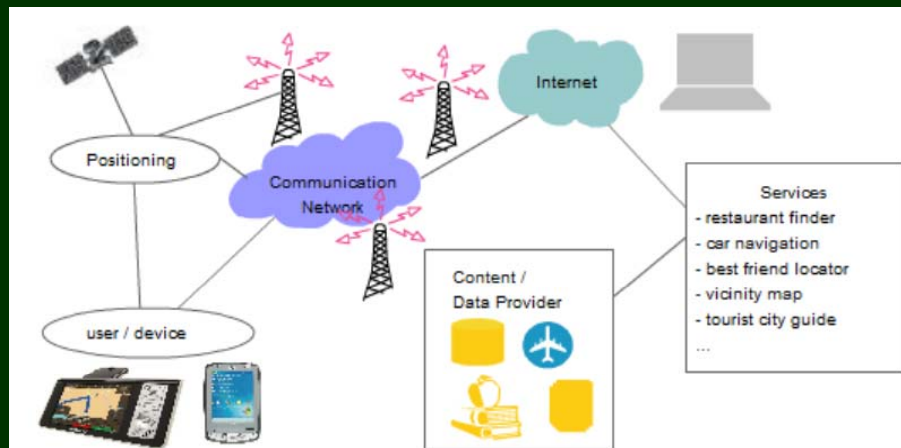 Internet
Positioning
Communication
Network
Services
- restaurant finder
- car navigation
- best friend locator
- vicinity map
- tourist city guide
...
Content /
Data Provider
user / device